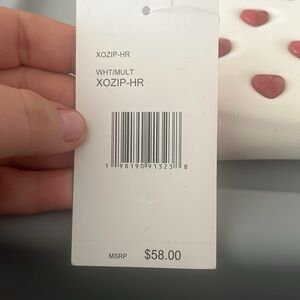 XOZIP-HR
WHT/MULT
XOZIP-HR
1 98190 91323 8
MSRP $58.00